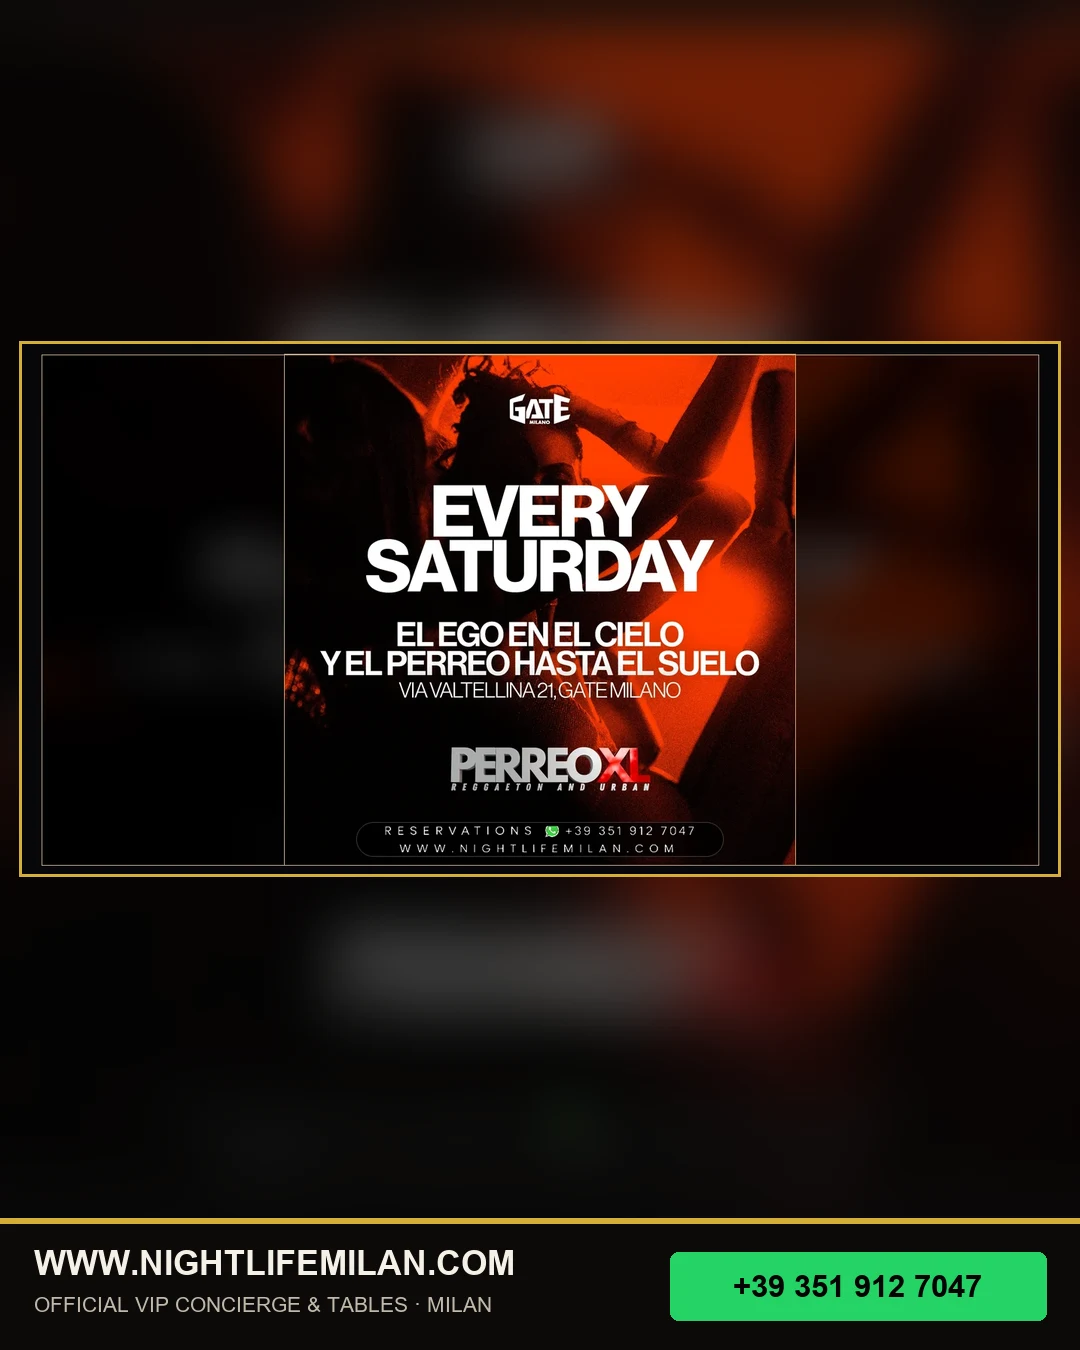 GATE
MILANO
EVERY
SATURDAY
EL EGO EN EL CIELO
Y EL PERREO HASTA EL SUELO
VIA VALTELLINA 21, GATE MILANO
PERREOXL
REGGAETON AND URBAN
RESERVATIONS +39 351 912 7047
WWW.NIGHTLIFEMILAN.COM
WWW.NIGHTLIFEMILAN.COM
OFFICIAL VIP CONCIERGE & TABLES · MILAN
+39 351 912 7047